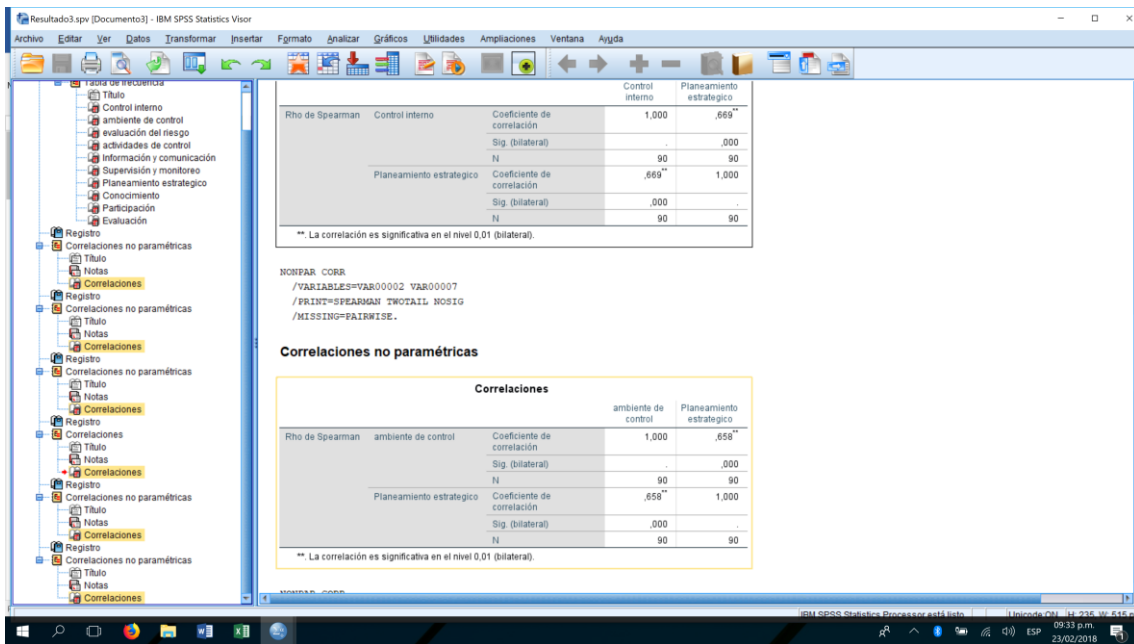 Resultado3.spv [Documento3] - IBM SPSS Statistics Visor
Archivo Editar Ver Datos Transformar Insertar Formato Analizar Gráficos Utilidades Ampliaciones Ventana Ayuda
Tabla de frecuencia
Título
Control interno
ambiente de control
evaluación del riesgo
actividades de control
Información y comunicación
Supervisión y monitoreo
Planeamiento estrategico
Conocimiento
Participación
Evaluación
Registro
Correlaciones no paramétricas
Título
Notas
Correlaciones
Registro
Correlaciones no paramétricas
Título
Notas
Correlaciones
Registro
Correlaciones no paramétricas
Título
Notas
Correlaciones
Registro
Correlaciones
Título
Notas
Correlaciones
Registro
Correlaciones no paramétricas
Título
Notas
Correlaciones
Registro
Correlaciones no paramétricas
Título
Notas
Correlaciones
Control interno Planeamiento estrategico
Rho de Spearman Control interno Coeficiente de correlación 1,000 ,669**
Sig. (bilateral) . ,000
N 90 90
Planeamiento estrategico Coeficiente de correlación ,669** 1,000
Sig. (bilateral) ,000 .
N 90 90
**. La correlación es significativa en el nivel 0,01 (bilateral).
NONPAR CORR
/VARIABLES=VAR00002 VAR00007
/PRINT=SPEARMAN TWOTAIL NOSIG
/MISSING=PAIRWISE.
Correlaciones no paramétricas
Correlaciones
ambiente de control Planeamiento estrategico
Rho de Spearman ambiente de control Coeficiente de correlación 1,000 ,658**
Sig. (bilateral) . ,000
N 90 90
Planeamiento estrategico Coeficiente de correlación ,658** 1,000
Sig. (bilateral) ,000 .
N 90 90
**. La correlación es significativa en el nivel 0,01 (bilateral).
NONPAR CORR
IBM SPSS Statistics Processor está listo Unicode:ON H: 235, W: 515 p
ESP
09:33 p.m.
23/02/2018